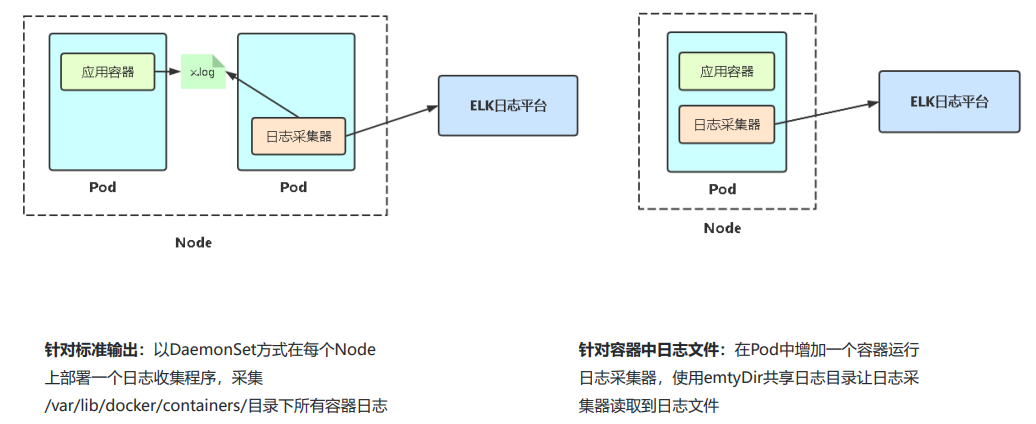 应用容器
x.log
日志采集器
Pod
Pod
Node
ELK日志平台
应用容器
日志采集器
Pod
Node
ELK日志平台
针对标准输出：以DaemonSet方式在每个Node
上部署一个日志收集程序，采集
/var/lib/docker/containers/目录下所有容器日志
针对容器中日志文件：在Pod中增加一个容器运行
日志采集器，使用emtyDir共享日志目录让日志采
集器读取到日志文件